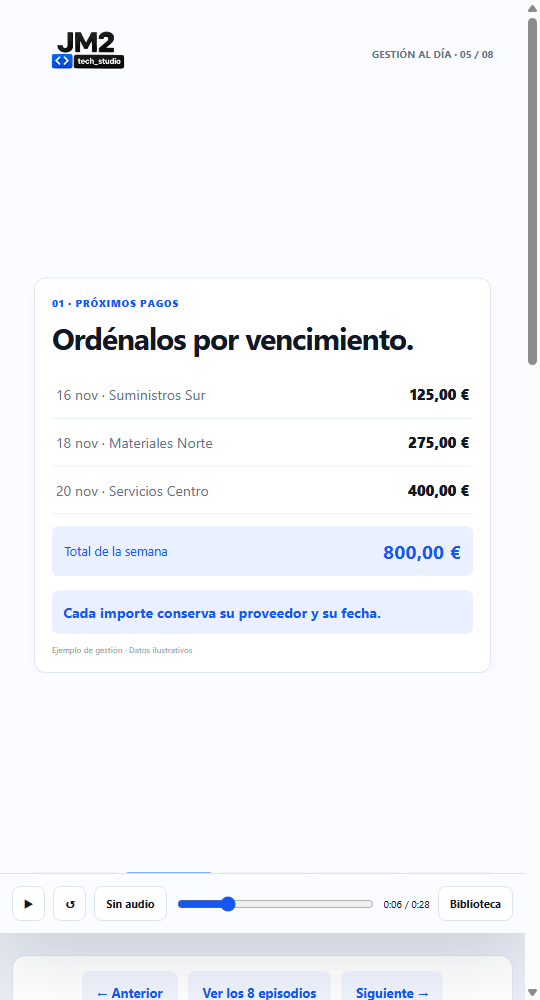 JM2
<> tech_studio
GESTIÓN AL DÍA · 05 / 08
01 · PRÓXIMOS PAGOS
Ordénalos por vencimiento.
16 nov · Suministros Sur 125,00 €
18 nov · Materiales Norte 275,00 €
20 nov · Servicios Centro 400,00 €
Total de la semana 800,00 €
Cada importe conserva su proveedor y su fecha.
Ejemplo de gestión · Datos ilustrativos
▶ ↺ Sin audio 0:06 / 0:28 Biblioteca
← Anterior Ver los 8 episodios Siguiente →